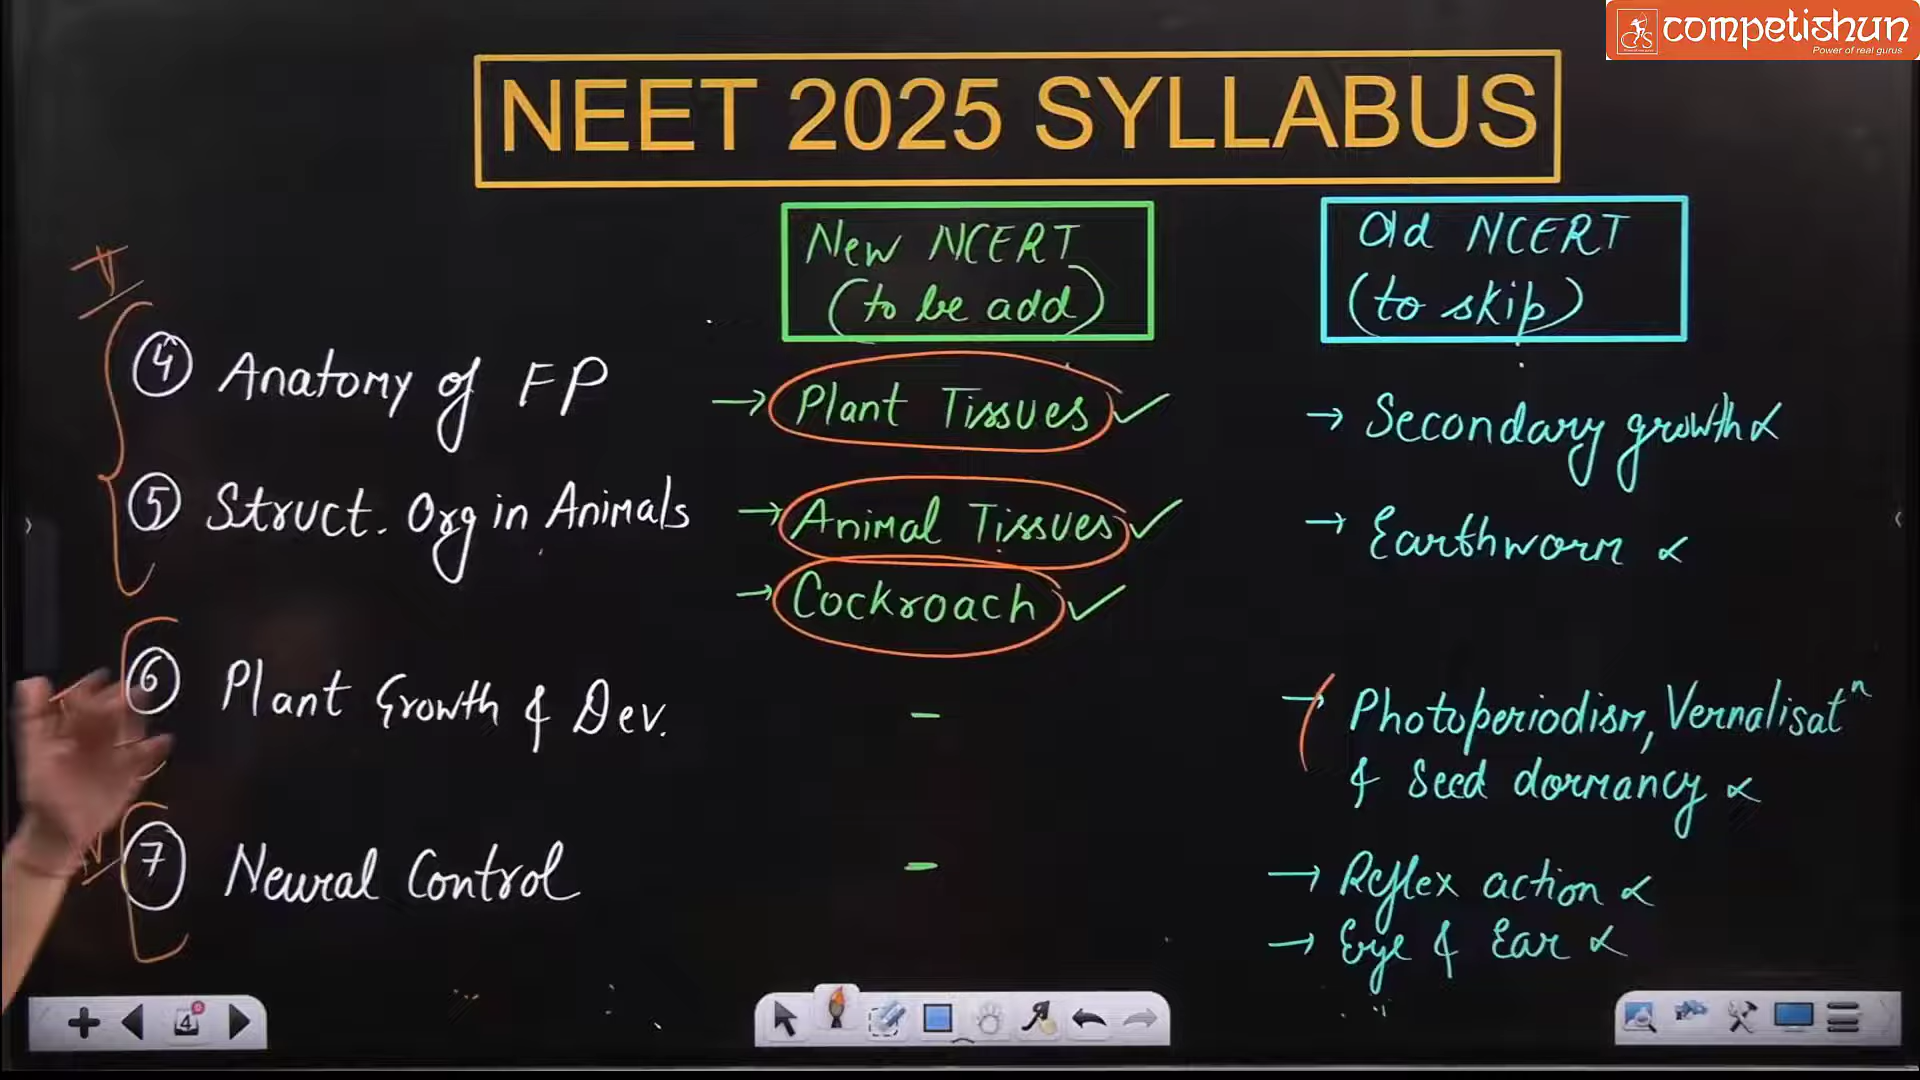 competishun
Power of real gurus
NEET 2025 SYLLABUS
New NCERT
(to be add)
Old NCERT
(to skip)
V
④ Anatomy of FP → Plant Tissues ✓ → Secondary growth ×
⑤ Struct. Org in Animals → Animal Tissues ✓ → Earthworm ×
→ Cockroach ✓
⑥ Plant Growth & Dev. - → Photoperiodism, Vernalisatⁿ
& Seed dormancy ×
⑦ Neural Control - → Reflex action ×
→ Eye & Ear ×
4